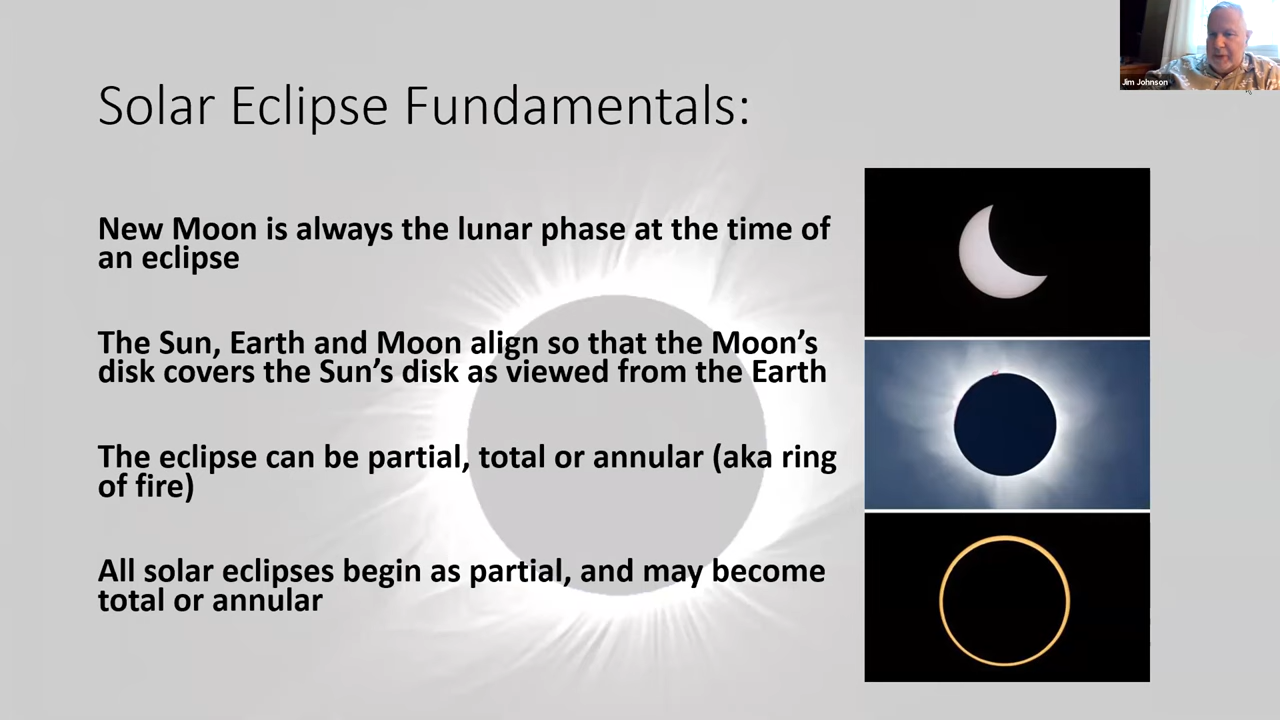 Jim Johnson
Solar Eclipse Fundamentals:
New Moon is always the lunar phase at the time of
an eclipse
The Sun, Earth and Moon align so that the Moon’s
disk covers the Sun’s disk as viewed from the Earth
The eclipse can be partial, total or annular (aka ring
of fire)
All solar eclipses begin as partial, and may become
total or annular